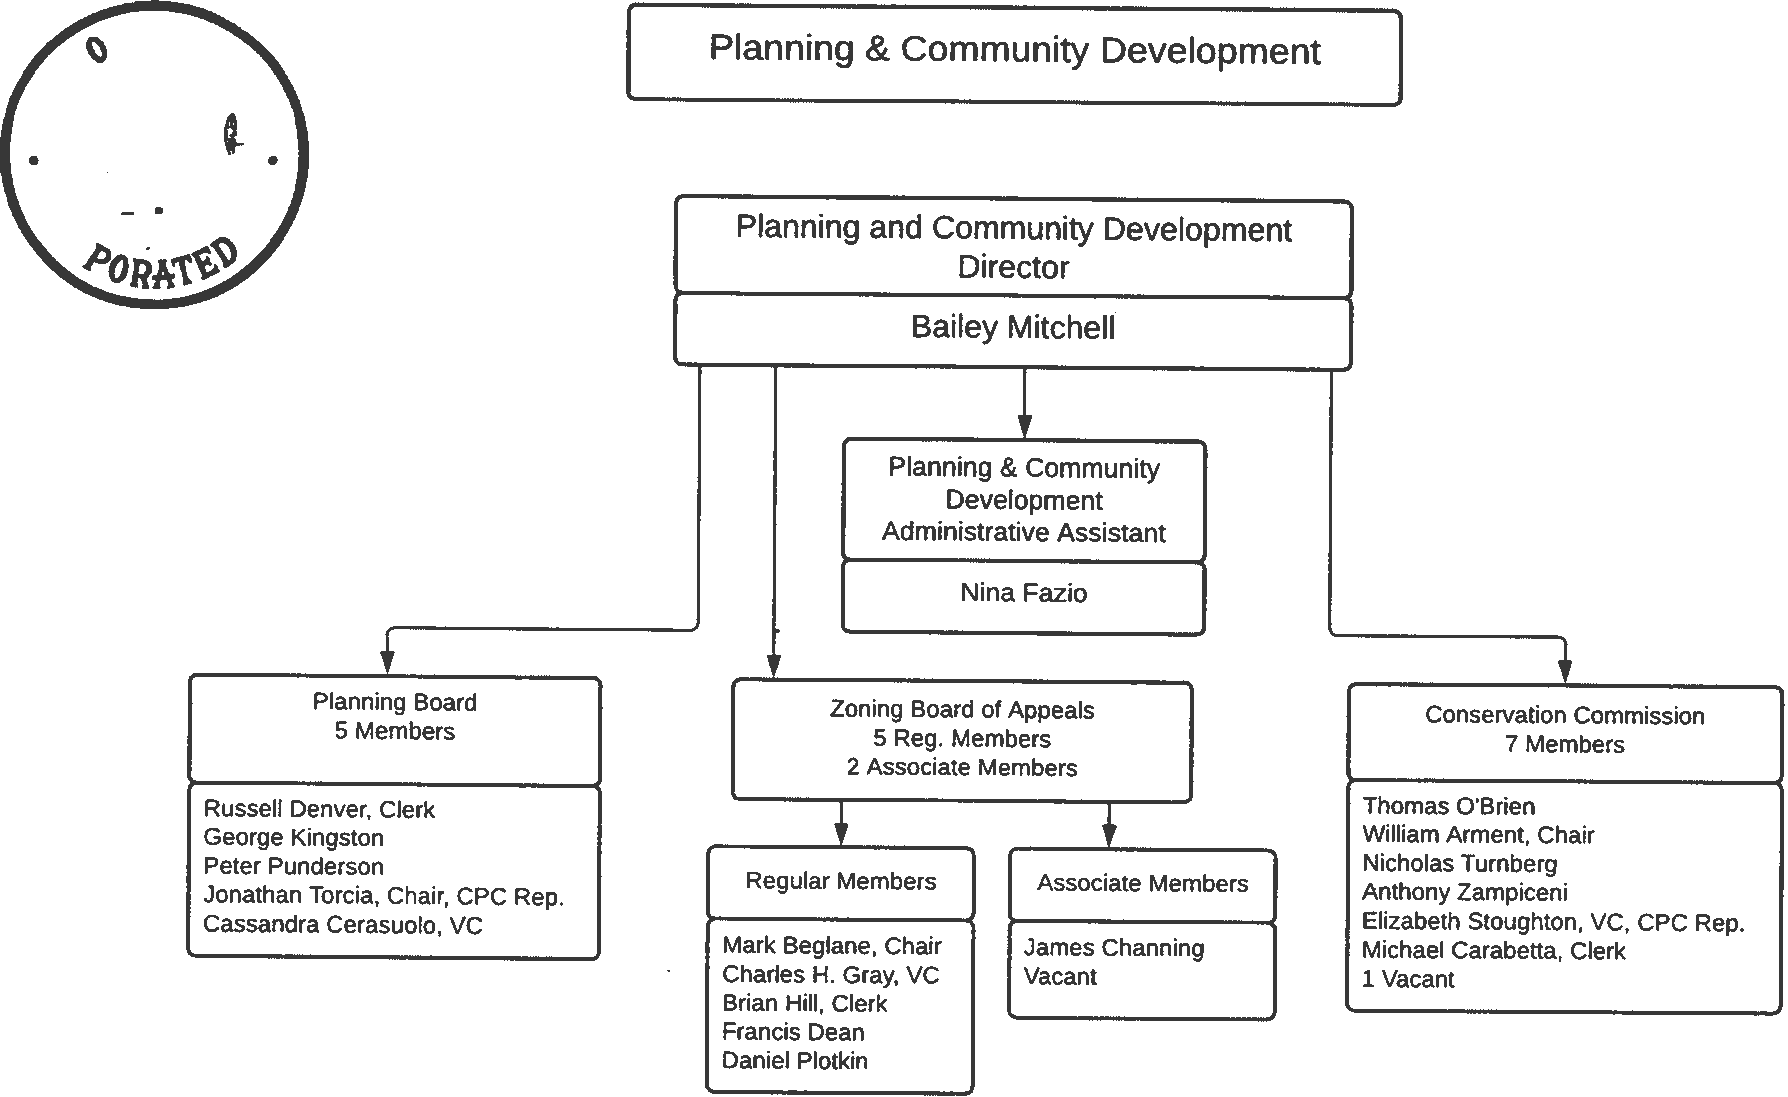 PORATED
Planning & Community Development
Planning and Community Development
Director
Bailey Mitchell
Planning & Community
Development
Administrative Assistant
Nina Fazio
Planning Board
5 Members
Russell Denver, Clerk
George Kingston
Peter Punderson
Jonathan Torcia, Chair, CPC Rep.
Cassandra Cerasuolo, VC
Zoning Board of Appeals
5 Reg. Members
2 Associate Members
Regular Members
Mark Beglane, Chair
Charles H. Gray, VC
Brian Hill, Clerk
Francis Dean
Daniel Plotkin
Associate Members
James Channing
Vacant
Conservation Commission
7 Members
Thomas O'Brien
William Arment, Chair
Nicholas Turnberg
Anthony Zampiceni
Elizabeth Stoughton, VC, CPC Rep.
Michael Carabetta, Clerk
1 Vacant